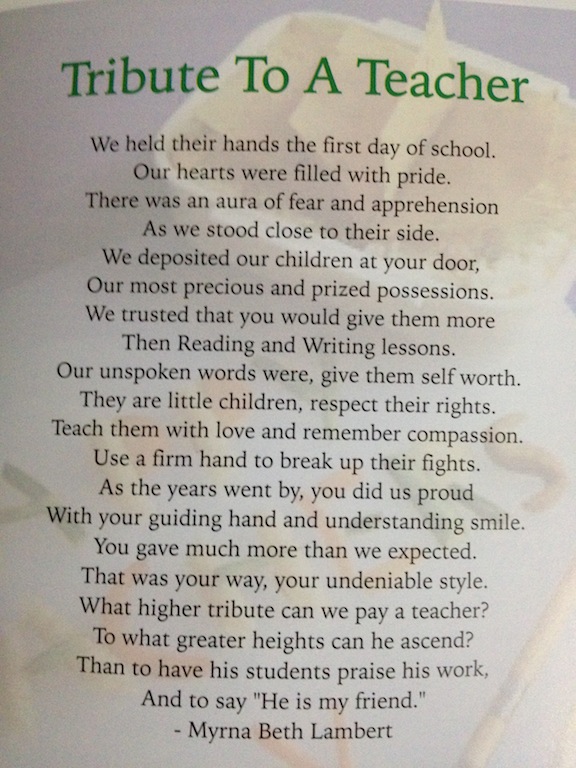 Tribute To A Teacher
We held their hands the first day of school.
Our hearts were filled with pride.
There was an aura of fear and apprehension
As we stood close to their side.
We deposited our children at your door,
Our most precious and prized possessions.
We trusted that you would give them more
Then Reading and Writing lessons.
Our unspoken words were, give them self worth.
They are little children, respect their rights.
Teach them with love and remember compassion.
Use a firm hand to break up their fights.
As the years went by, you did us proud
With your guiding hand and understanding smile.
You gave much more than we expected.
That was your way, your undeniable style.
What higher tribute can we pay a teacher?
To what greater heights can he ascend?
Than to have his students praise his work,
And to say "He is my friend."
- Myrna Beth Lambert